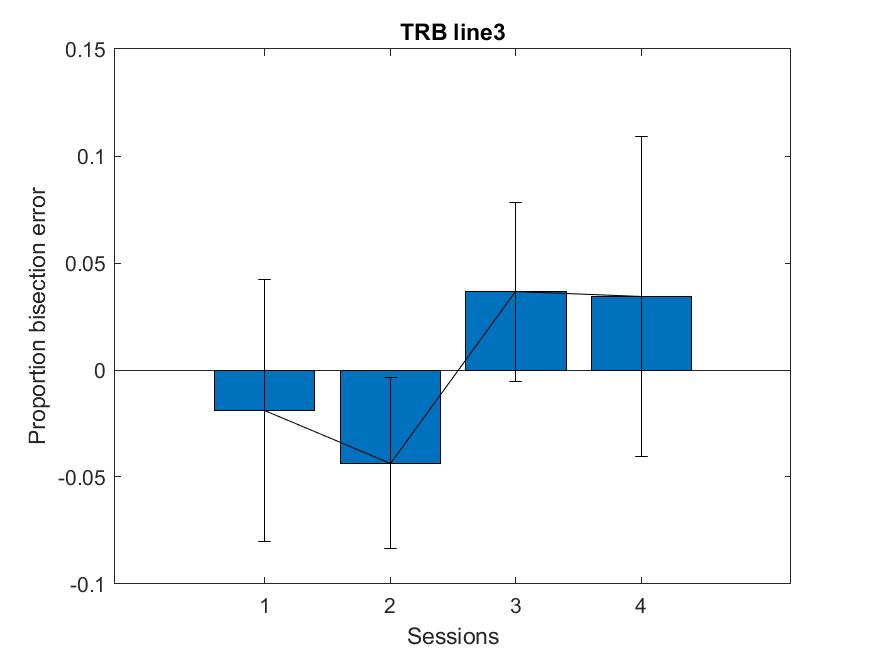 TRB line3
0.15
0.1
0.05
0
-0.05
-0.1
Proportion bisection error
1 2 3 4
Sessions